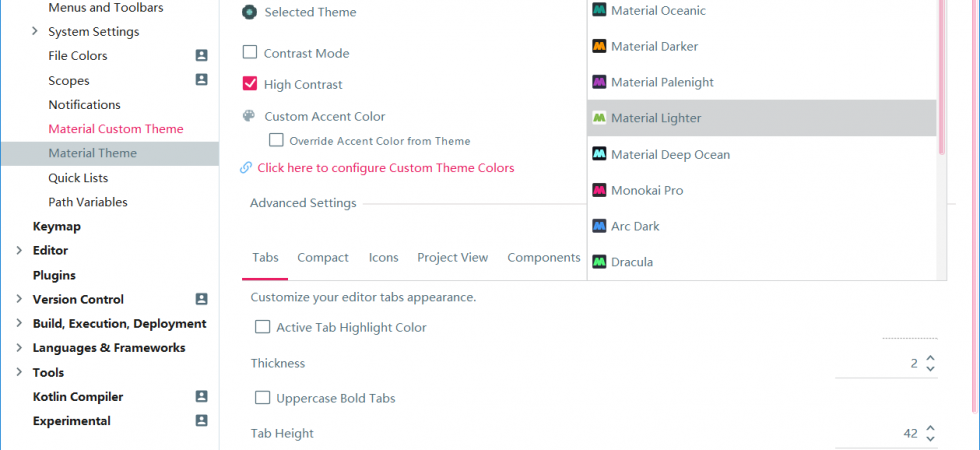 Menus and Toolbars
System Settings
File Colors
Scopes
Notifications
Material Custom Theme
Material Theme
Quick Lists
Path Variables
Keymap
Editor
Plugins
Version Control
Build, Execution, Deployment
Languages & Frameworks
Tools
Kotlin Compiler
Experimental
Selected Theme
Contrast Mode
High Contrast
Custom Accent Color
Override Accent Color from Theme
Click here to configure Custom Theme Colors
Advanced Settings
Material Oceanic
Material Darker
Material Palenight
Material Lighter
Material Deep Ocean
Monokai Pro
Arc Dark
Dracula
Tabs Compact Icons Project View Components
Customize your editor tabs appearance.
Active Tab Highlight Color
Thickness 2
Uppercase Bold Tabs
Tab Height 42